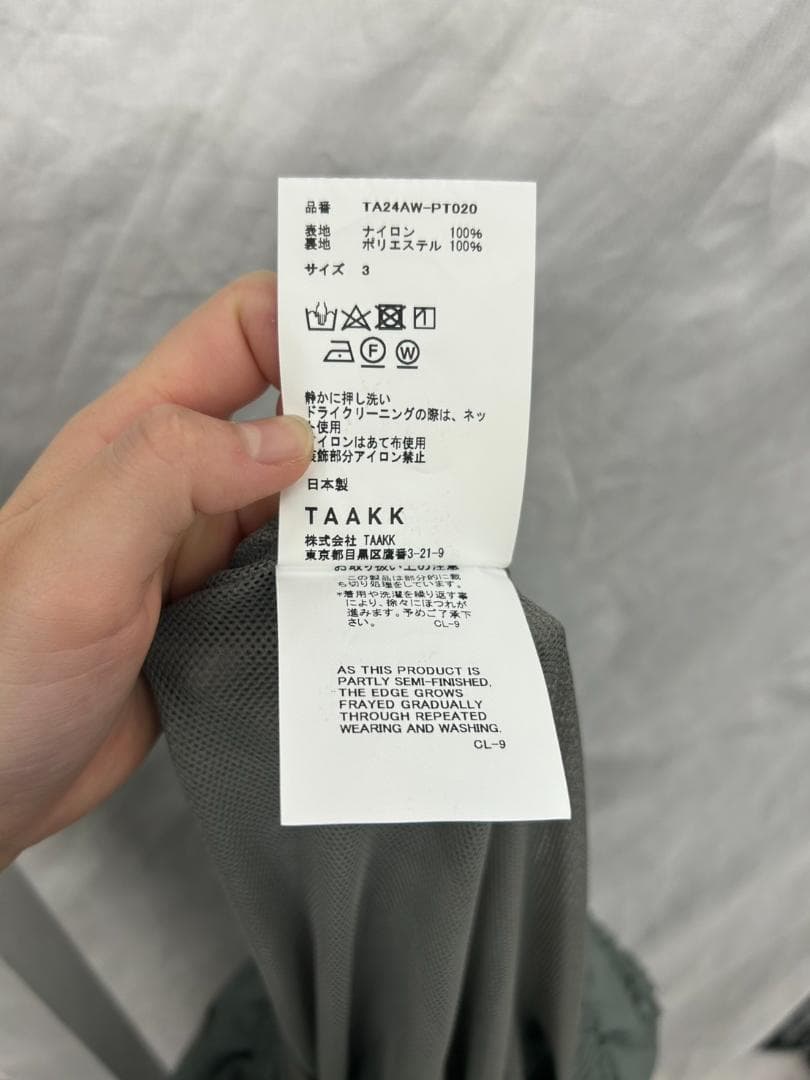 品番 TA24AW-PT020
表地 ナイロン 100%
裏地 ポリエステル 100%
サイズ 3
F W
静かに押し洗い
ドライクリーニングの際は、ネッ
ト使用
イロンはあて布使用
装飾部分アイロン禁止
日本製
TAAKK
株式会社 TAAKK
東京都目黒区鷹番3-21-9
お取り扱い上の注意
この製品は部分的に裁
ち切り処理をしています。
*着用や洗濯を繰り返す事
により、徐々にほつれが
進みます。予めご了承下
さい。 CL-9
AS THIS PRODUCT IS
PARTLY SEMI-FINISHED,
THE EDGE GROWS
FRAYED GRADUALLY
THROUGH REPEATED
WEARING AND WASHING.
CL-9